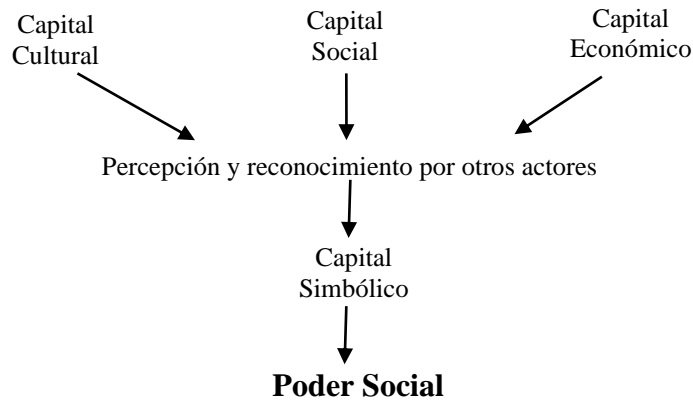 Capital
Cultural
Capital
Social
Capital
Económico
Percepción y reconocimiento por otros actores
Capital
Simbólico
Poder Social